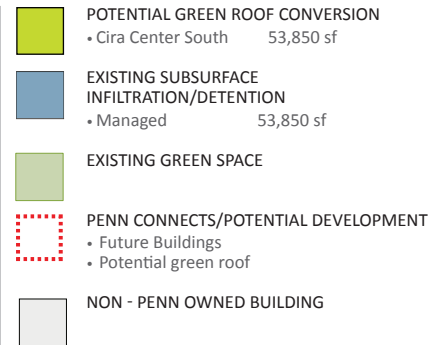 POTENTIAL GREEN ROOF CONVERSION
• Cira Center South 53,850 sf
EXISTING SUBSURFACE
INFILTRATION/DETENTION
• Managed 53,850 sf
EXISTING GREEN SPACE
PENN CONNECTS/POTENTIAL DEVELOPMENT
• Future Buildings
• Potential green roof
NON - PENN OWNED BUILDING